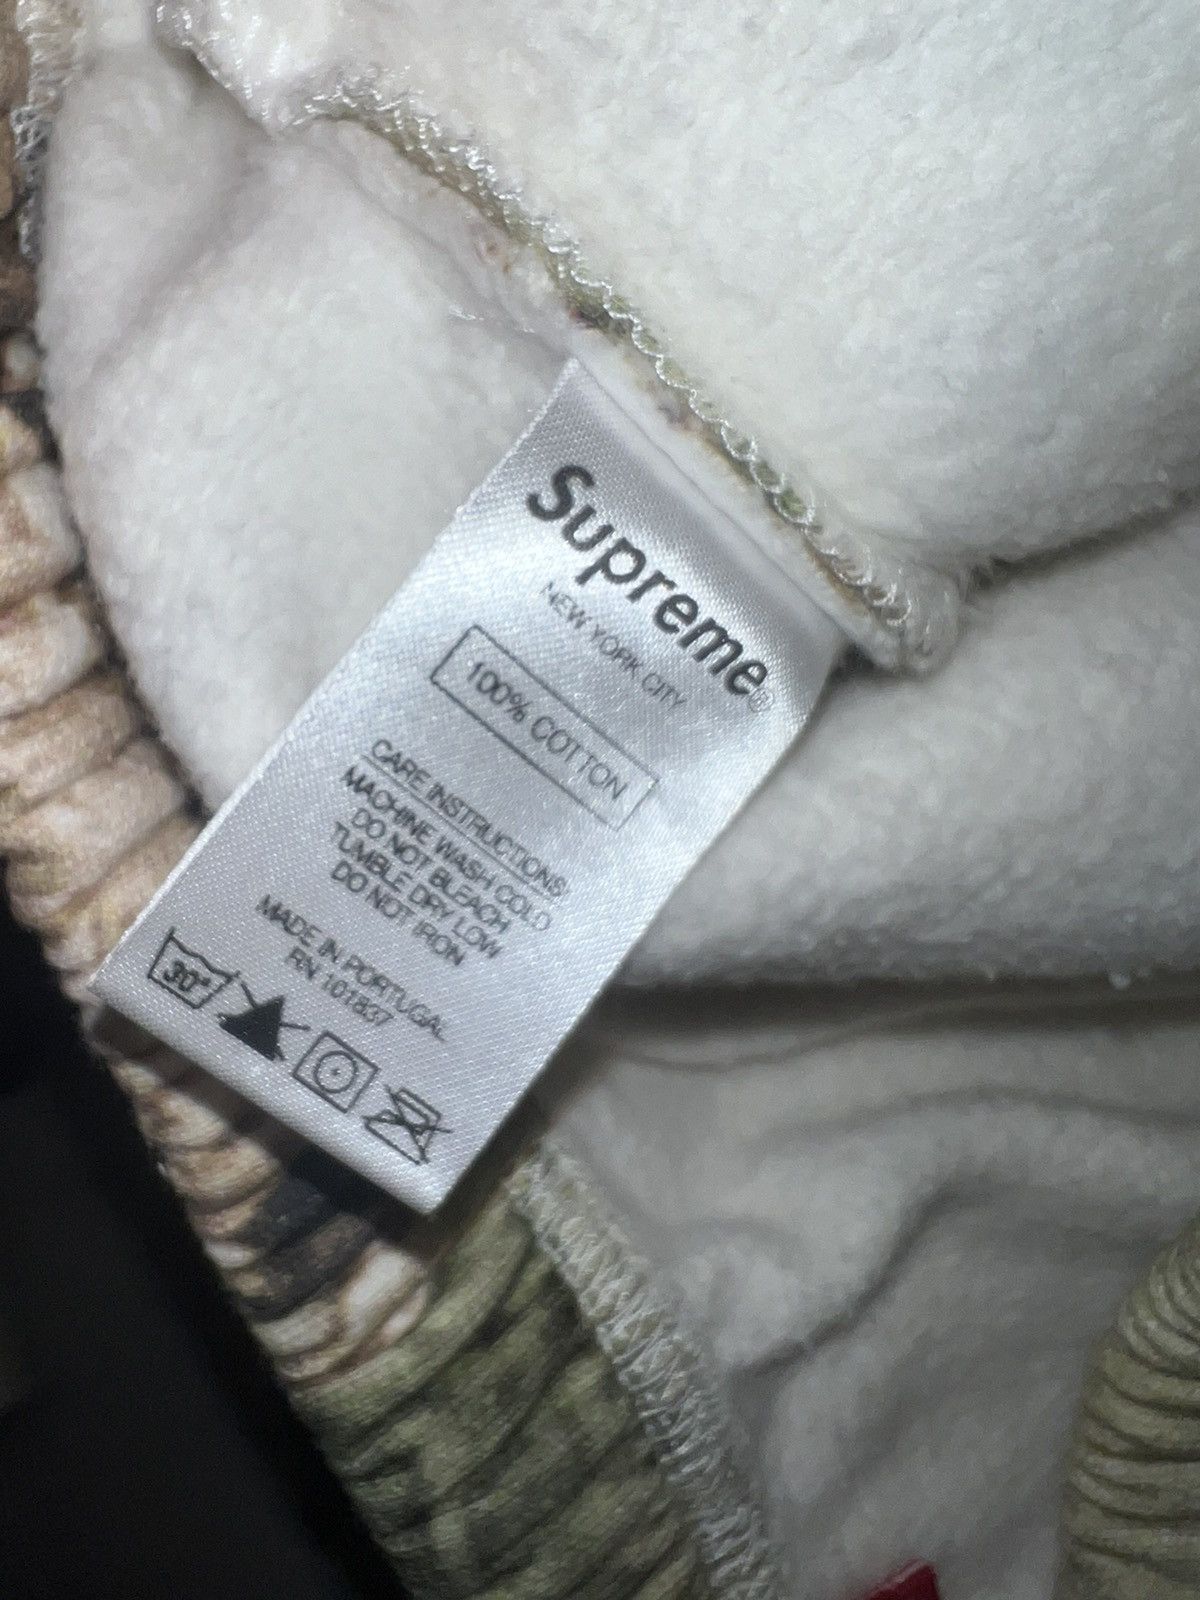 Supreme®
NEW YORK CITY
100% COTTON
CARE INSTRUCTIONS:
MACHINE WASH COLD
DO NOT BLEACH
TUMBLE DRY LOW
DO NOT IRON
MADE IN PORTUGAL
RN 101837
30°